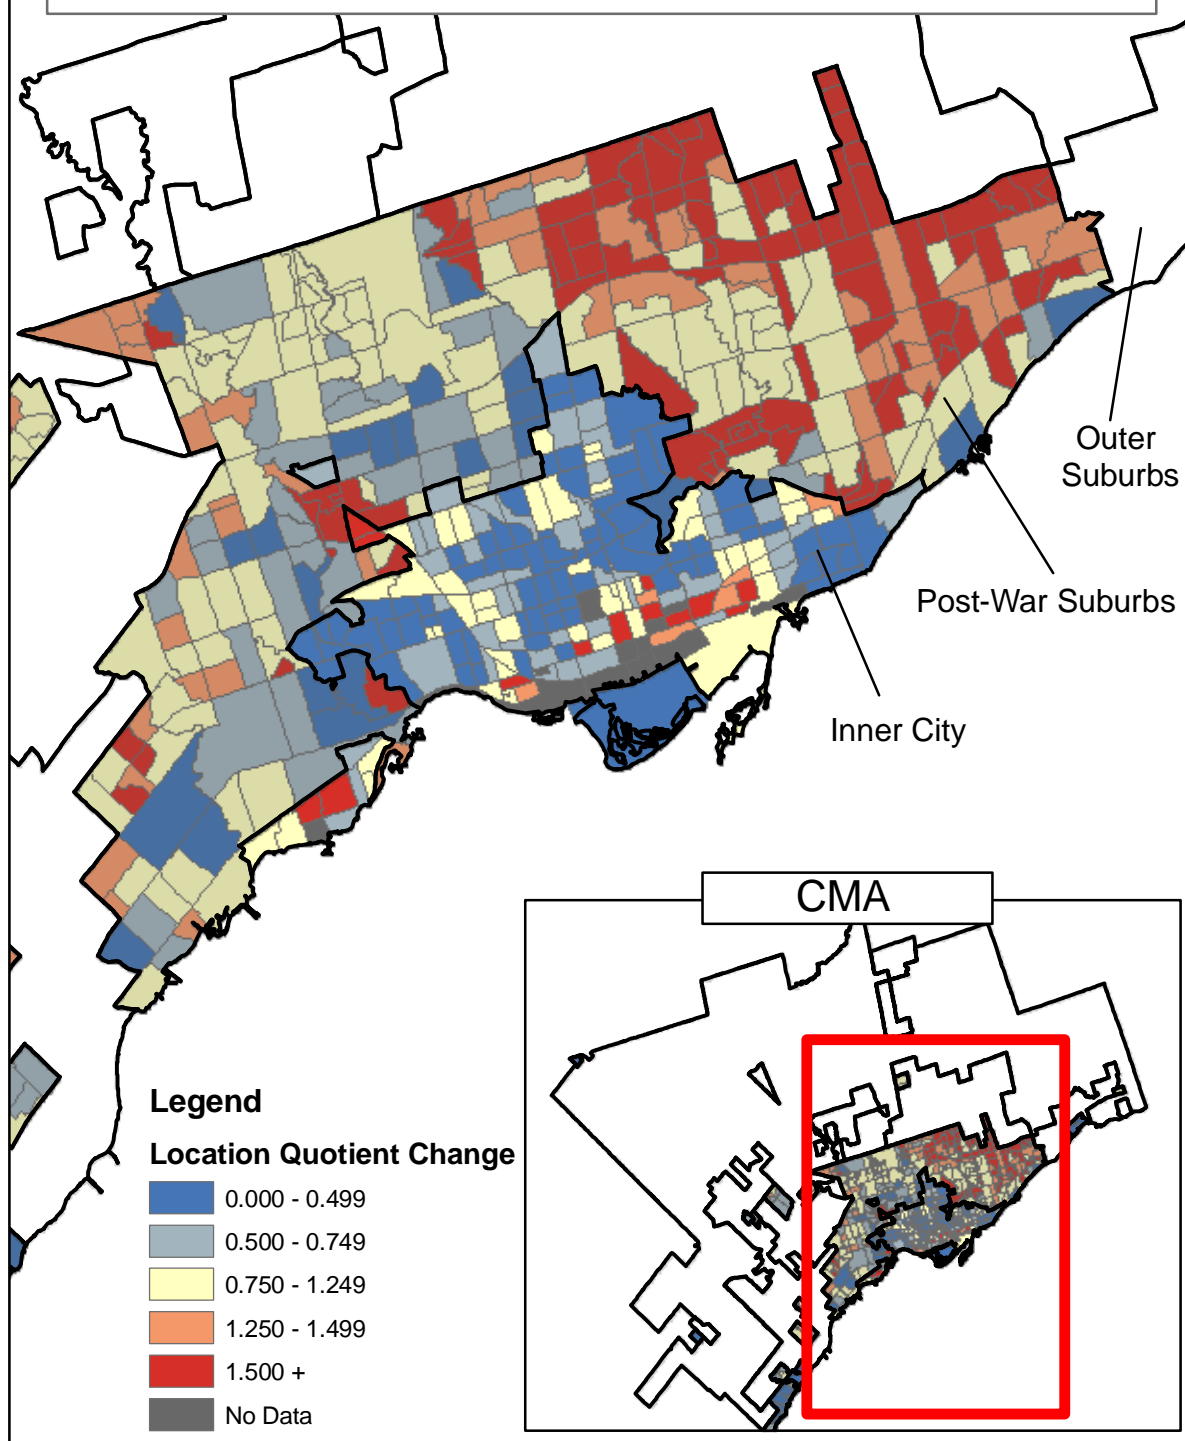 Outer
Suburbs
Post-War Suburbs
Inner City
CMA
Legend
Location Quotient Change
0.000 - 0.499
0.500 - 0.749
0.750 - 1.249
1.250 - 1.499
1.500 +
No Data